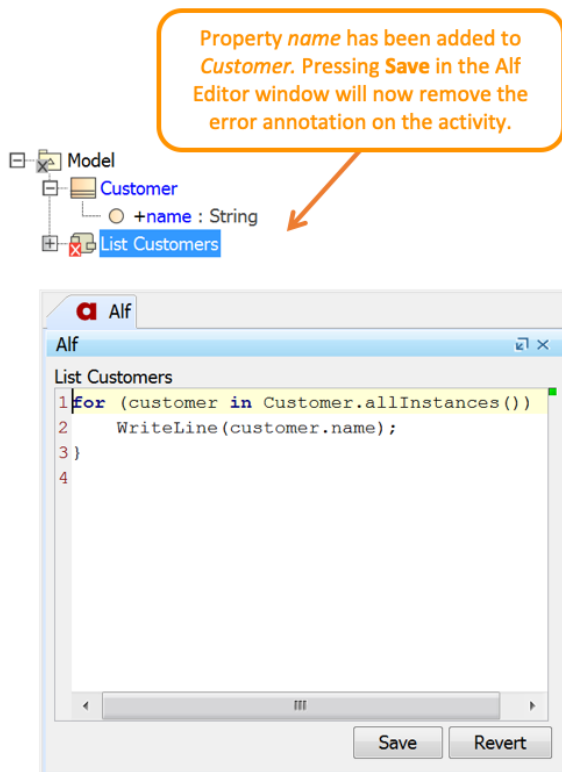 Property name has been added to
Customer. Pressing Save in the Alf
Editor window will now remove the
error annotation on the activity.
Model
Customer
+name : String
List Customers
a Alf
Alf
List Customers
1 for (customer in Customer.allInstances())
2     WriteLine(customer.name);
3 }
4
Save Revert